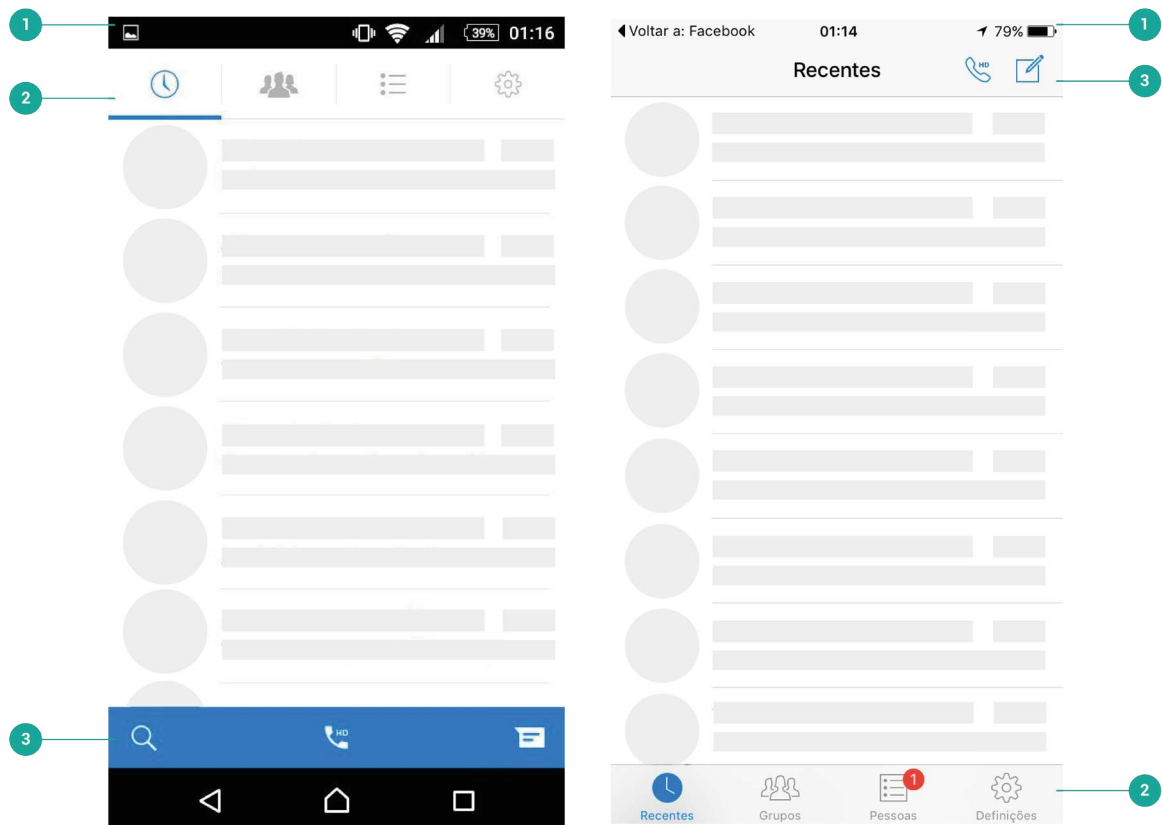 1
39% 01:16
2
HD
3
Voltar a: Facebook 01:14 79%
1
Recentes HD
3
1
Recentes Grupos Pessoas Definições
2